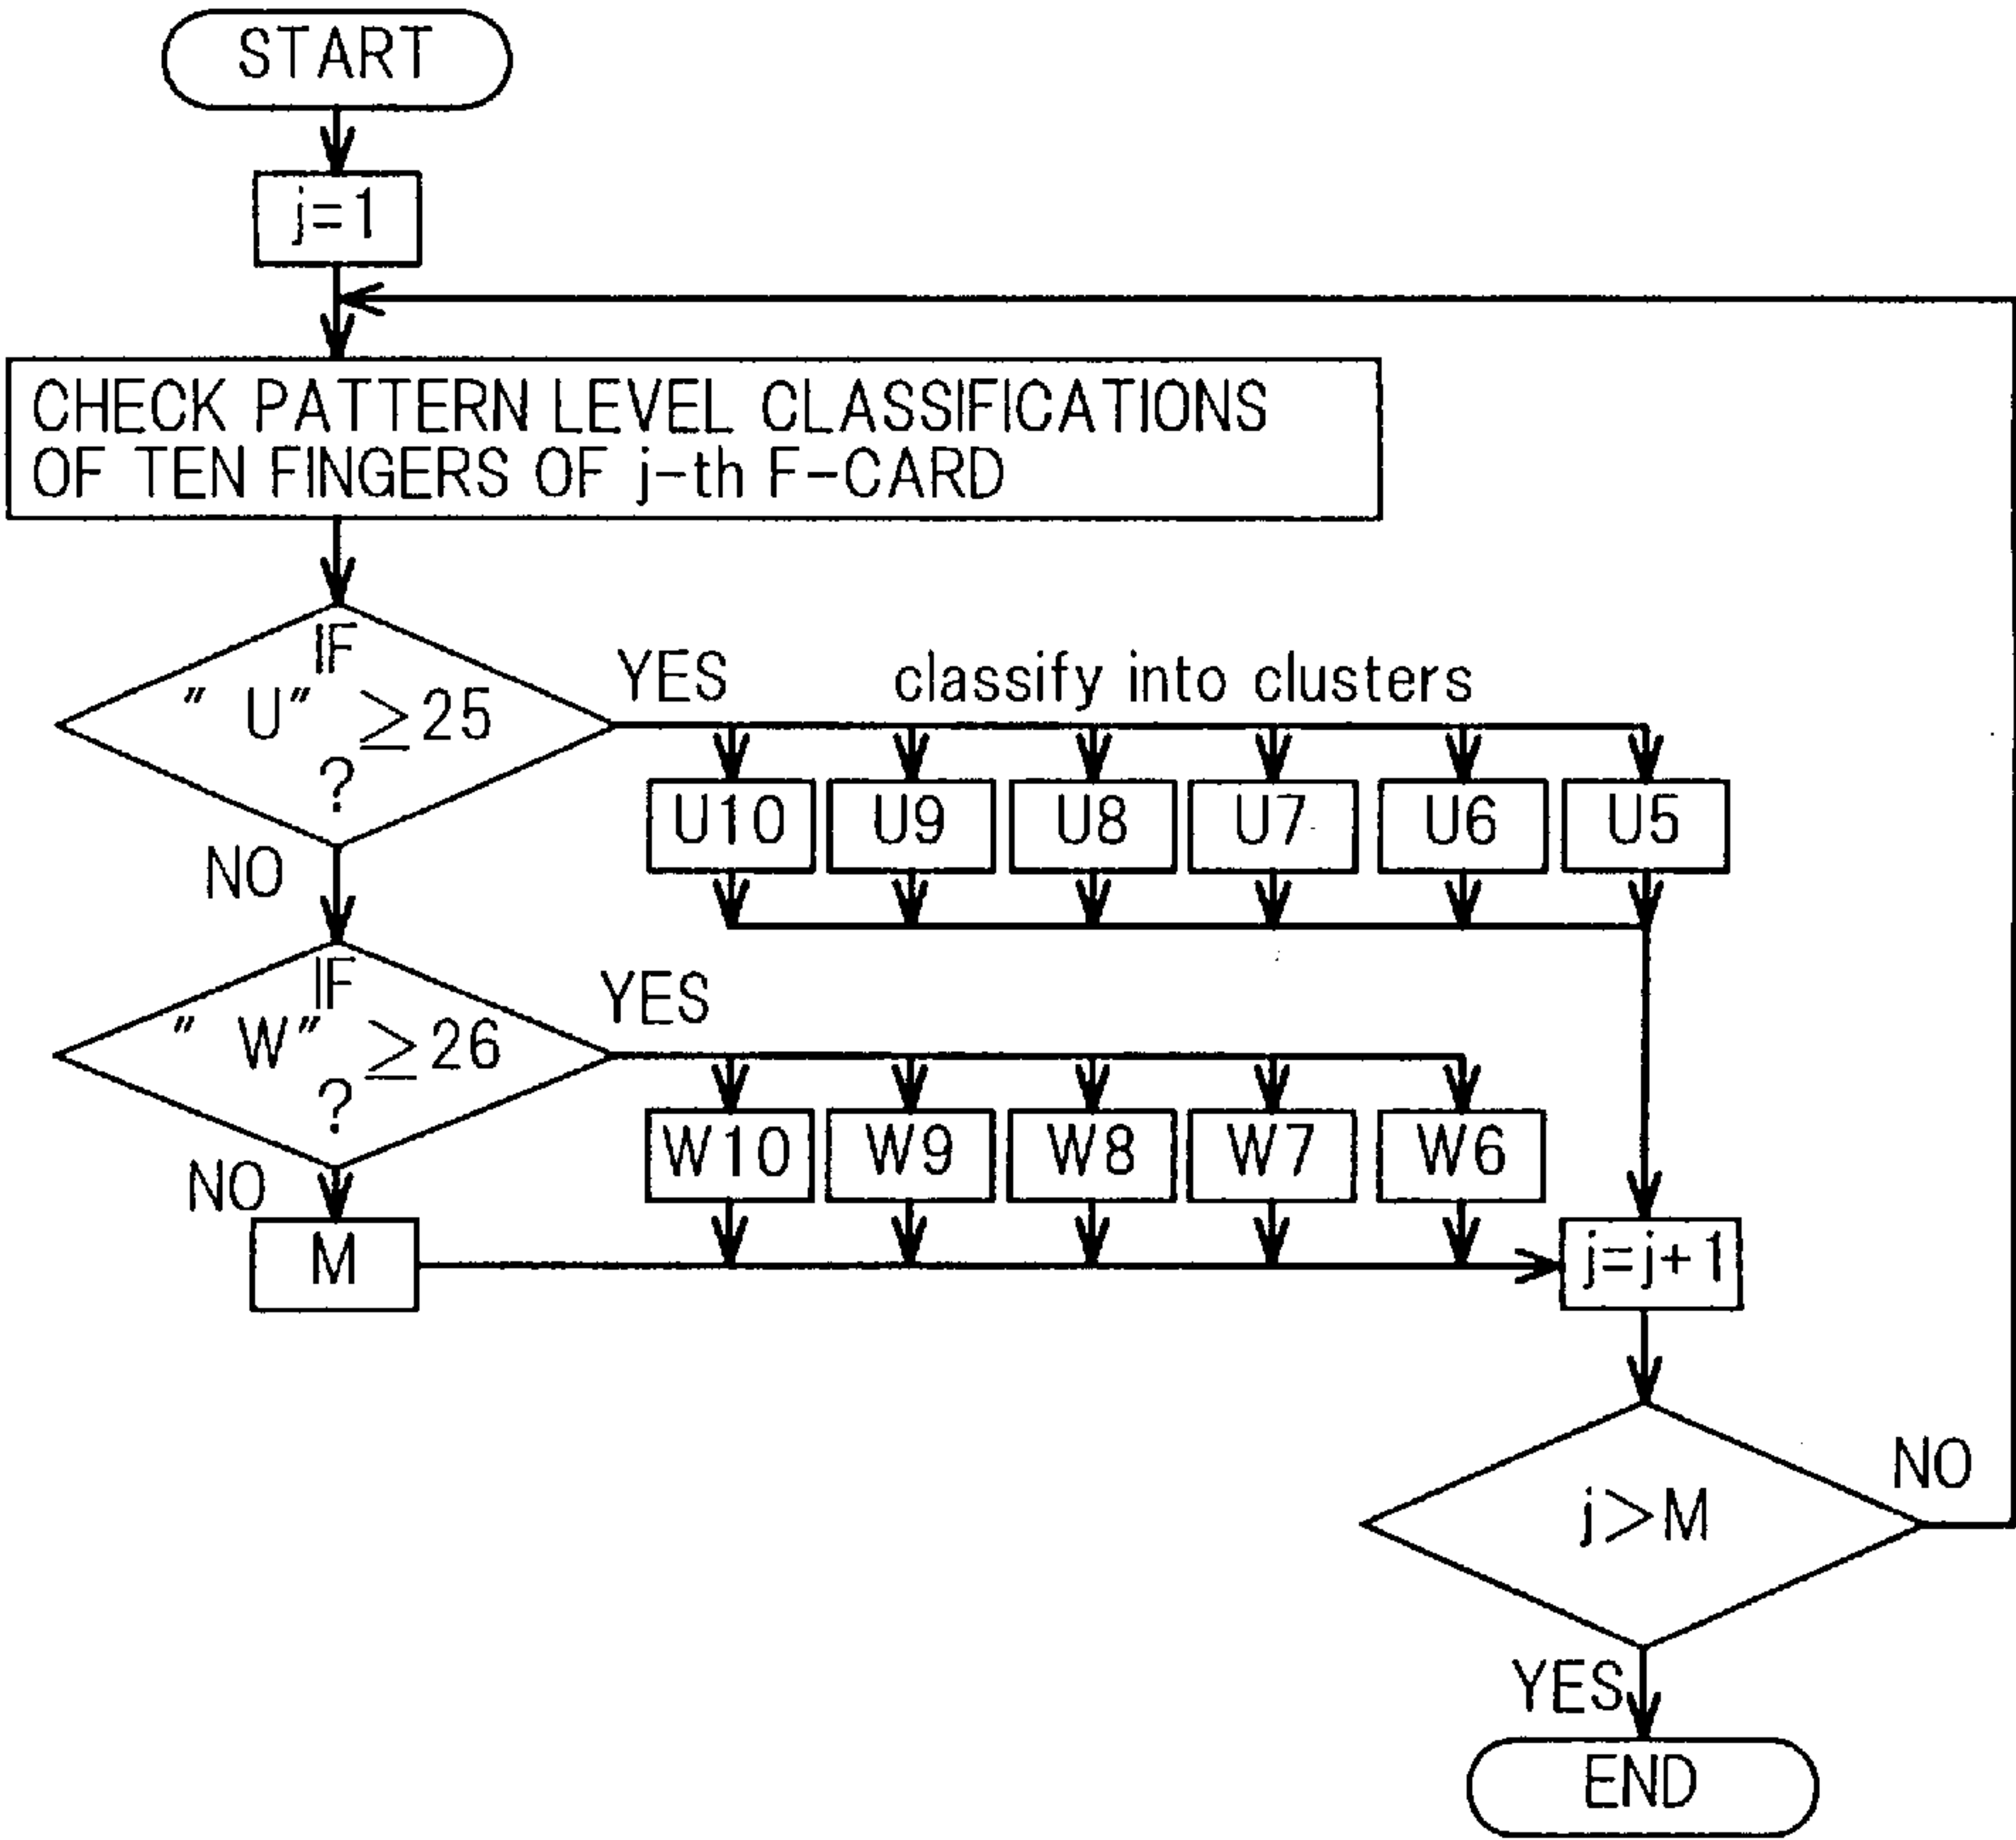 START
j=1
CHECK PATTERN LEVEL CLASSIFICATIONS
OF TEN FINGERS OF j-th F-CARD
IF
" U" ≥25
?
YES
classify into clusters
U10
U9
U8
U7
U6
U5
NO
IF
" W" ≥26
?
YES
W10
W9
W8
W7
W6
NO
M
j=j+1
j>M
NO
YES
END